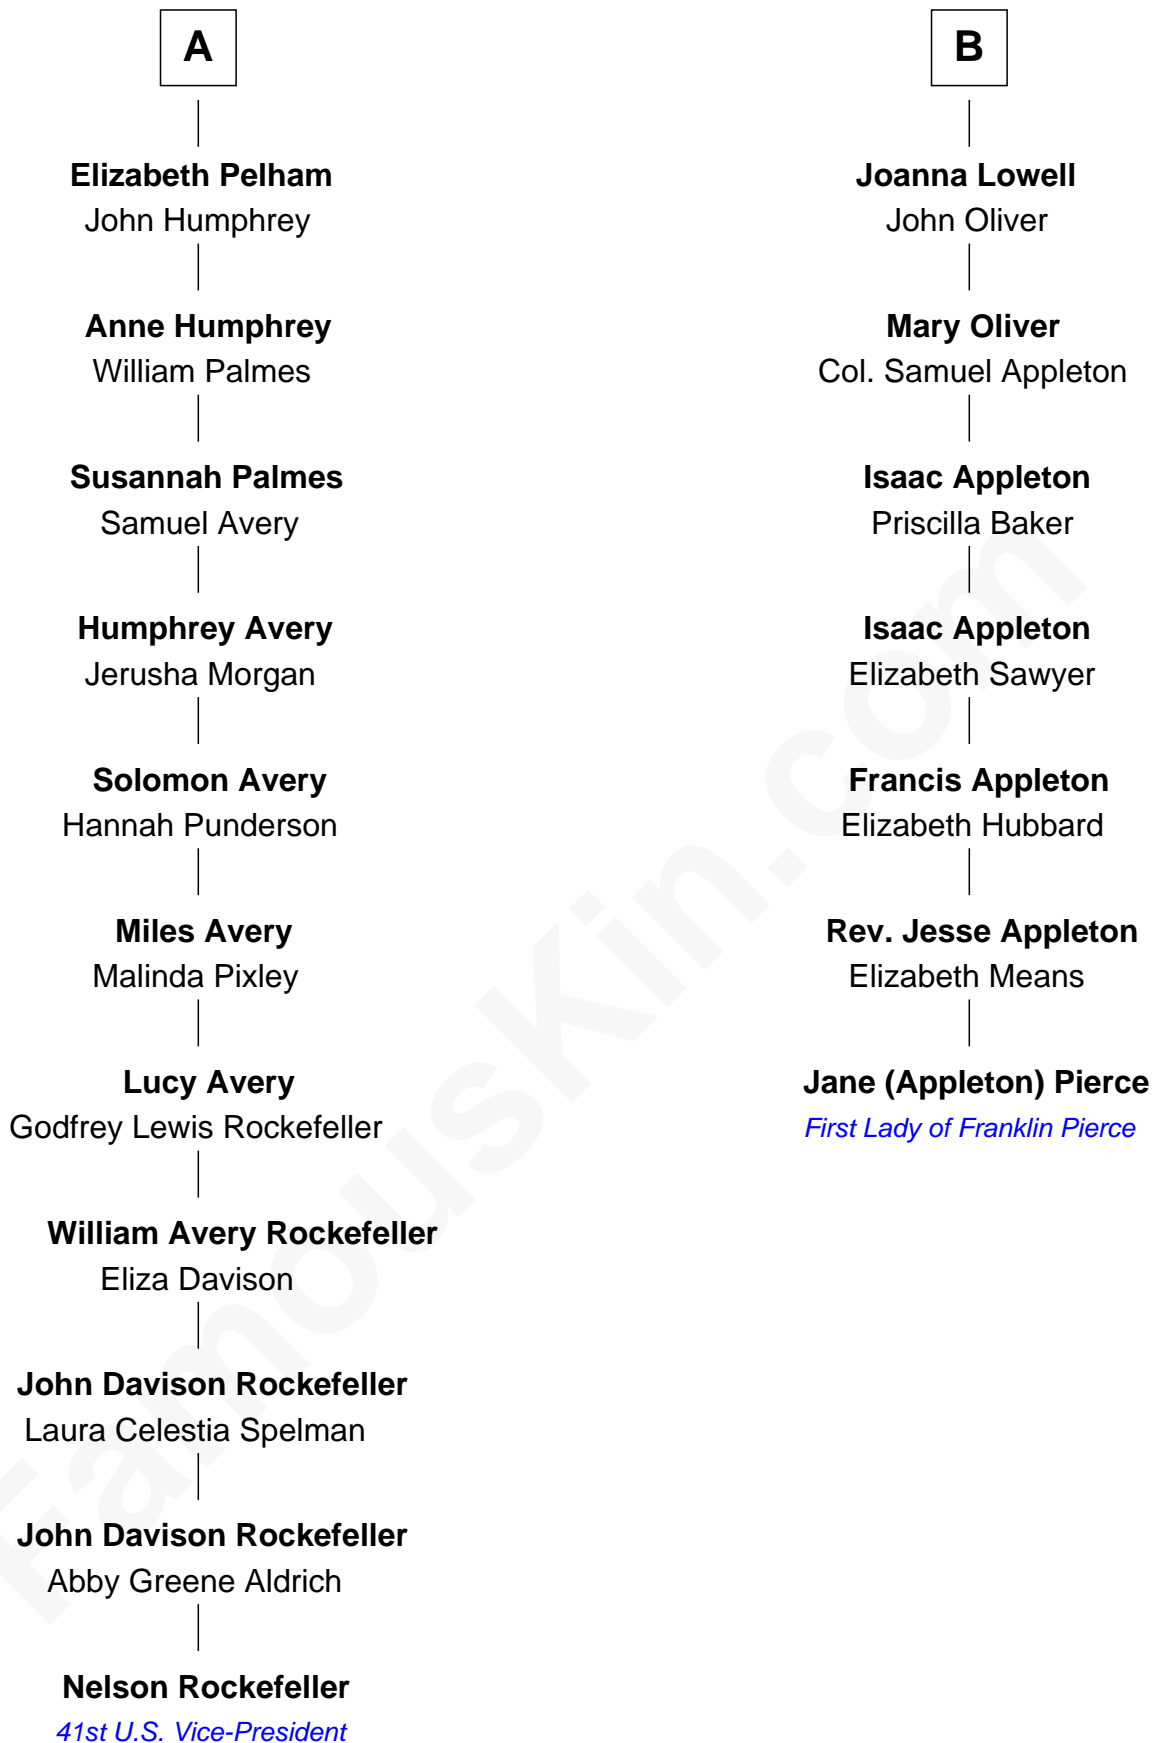 A
Elizabeth Pelham
John Humphrey
Anne Humphrey
William Palmes
Susannah Palmes
Samuel Avery
Humphrey Avery
Jerusha Morgan
Solomon Avery
Hannah Punderson
Miles Avery
Malinda Pixley
Lucy Avery
Godfrey Lewis Rockefeller
William Avery Rockefeller
Eliza Davison
John Davison Rockefeller
Laura Celestia Spelman
John Davison Rockefeller
Abby Greene Aldrich
Nelson Rockefeller
41st U.S. Vice-President
B
Joanna Lowell
John Oliver
Mary Oliver
Col. Samuel Appleton
Isaac Appleton
Priscilla Baker
Isaac Appleton
Elizabeth Sawyer
Francis Appleton
Elizabeth Hubbard
Rev. Jesse Appleton
Elizabeth Means
Jane (Appleton) Pierce
First Lady of Franklin Pierce
FamousKin.com